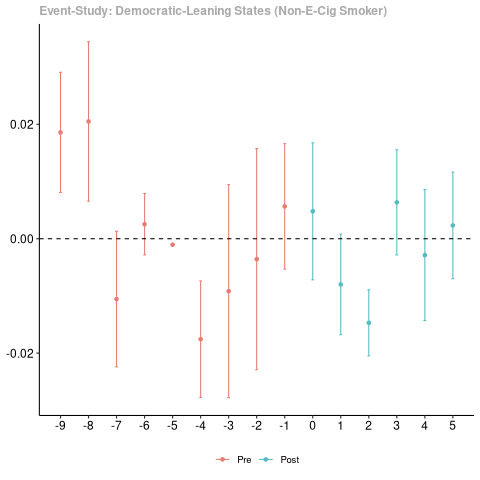 Event-Study: Democratic-Leaning States (Non-E-Cig Smoker)
0.02
0.00
-0.02
-9 -8 -7 -6 -5 -4 -3 -2 -1 0 1 2 3 4 5
Pre Post